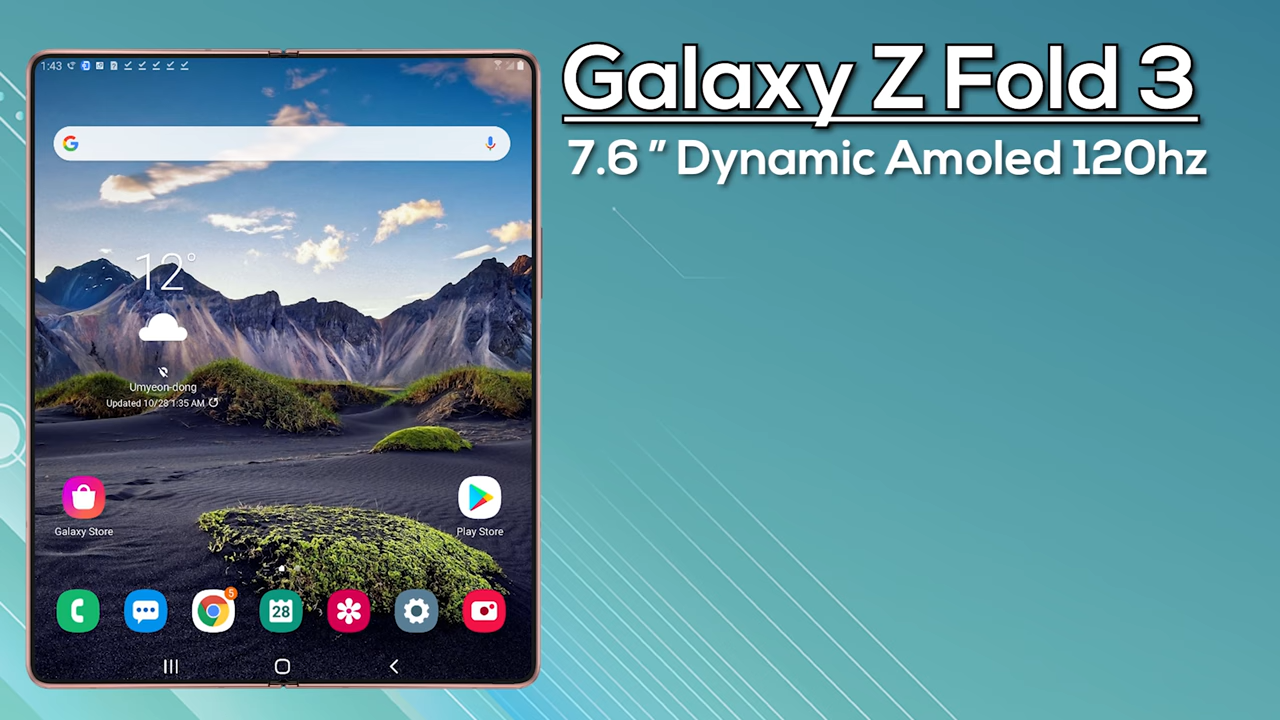 Galaxy Z Fold 3
7.6 " Dynamic Amoled 120hz
1:43
12°
Umyeon-dong
Updated 10/28 1:35 AM
Galaxy Store
Play Store
5
28